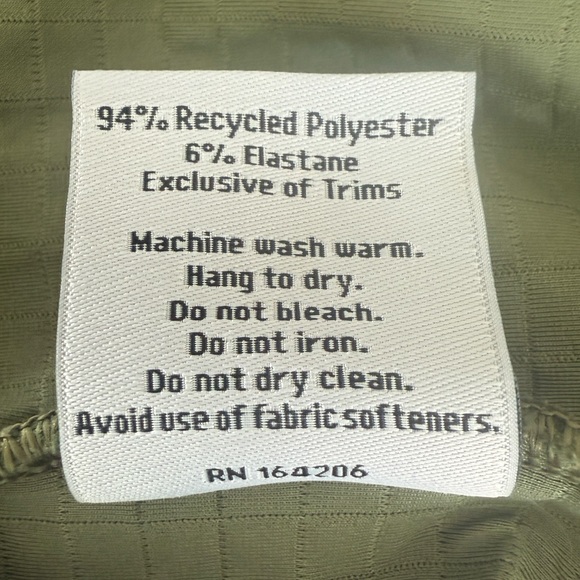 94% Recycled Polyester
6% Elastane
Exclusive of Trims
Machine wash warm.
Hang to dry.
Do not bleach.
Do not iron.
Do not dry clean.
Avoid use of fabric softeners.
RN 164206